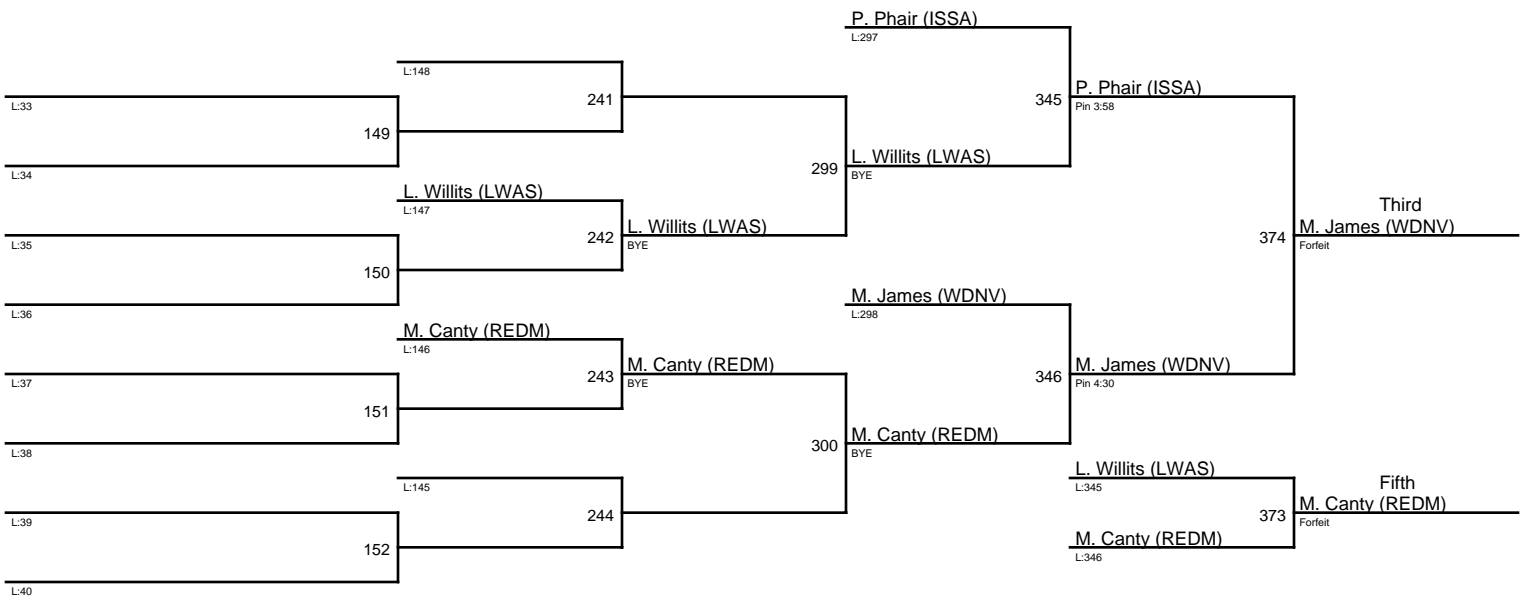 P. Phair (ISSA)
L:297
L:148
241
345
P. Phair (ISSA)
Pin 3:58
L:33
149
299
L. Willits (LWAS)
BYE
L:34
L. Willits (LWAS)
L:147
Third
242
L. Willits (LWAS)
BYE
374
M. James (WDNV)
Forfeit
L:35
150
L:36
M. James (WDNV)
L:298
M. Canty (REDM)
L:146
243
M. Canty (REDM)
BYE
346
M. James (WDNV)
Pin 4:30
L:37
151
300
M. Canty (REDM)
BYE
L:38
L. Willits (LWAS)
L:345
L:145
Fifth
244
373
M. Canty (REDM)
Forfeit
L:39
152
M. Canty (REDM)
L:346
L:40